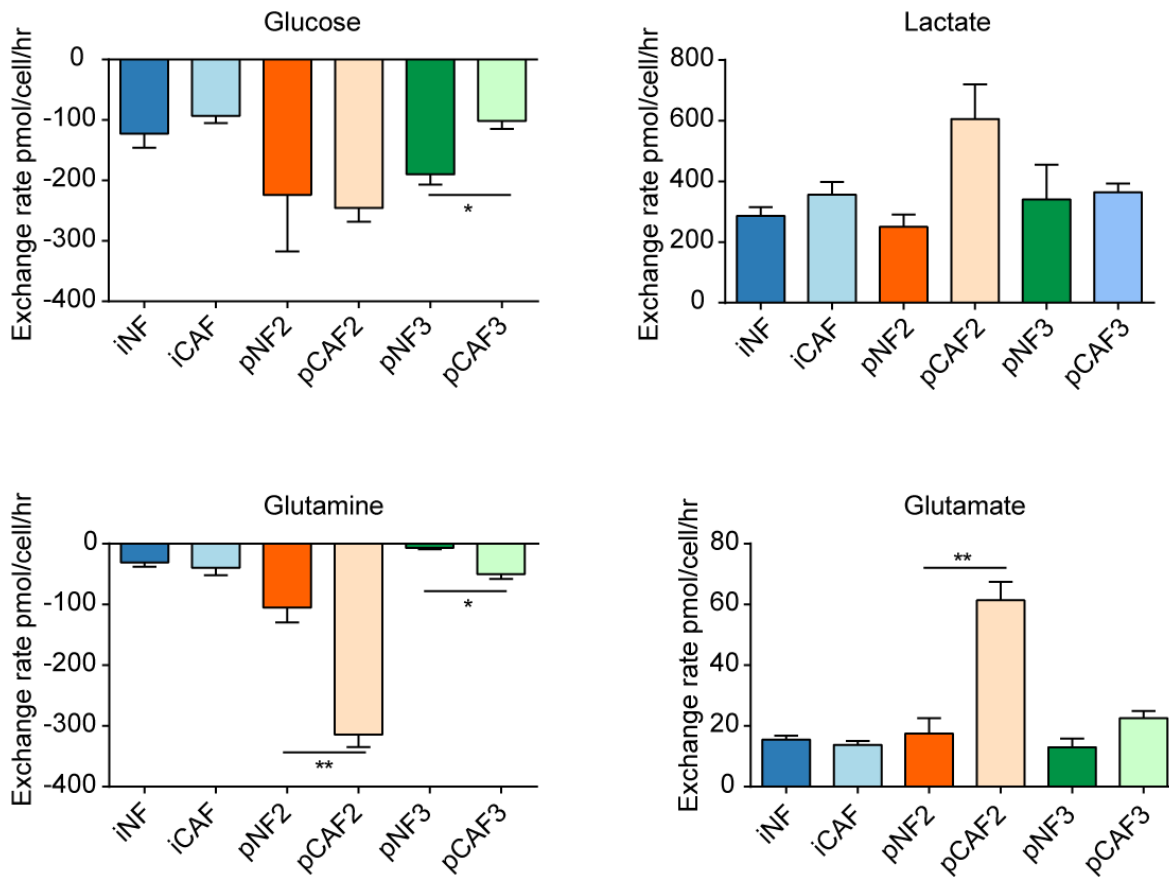 Glucose
Exchange rate pmol/cell/hr
0
-100
-200
-300
-400
*
iNF
iCAF
pNF2
pCAF2
pNF3
pCAF3
Lactate
Exchange rate pmol/cell/hr
800
600
400
200
0
iNF
iCAF
pNF2
pCAF2
pNF3
pCAF3
Glutamine
Exchange rate pmol/cell/hr
0
-100
-200
-300
-400
**
*
iNF
iCAF
pNF2
pCAF2
pNF3
pCAF3
Glutamate
Exchange rate pmol/cell/hr
80
60
40
20
0
**
iNF
iCAF
pNF2
pCAF2
pNF3
pCAF3